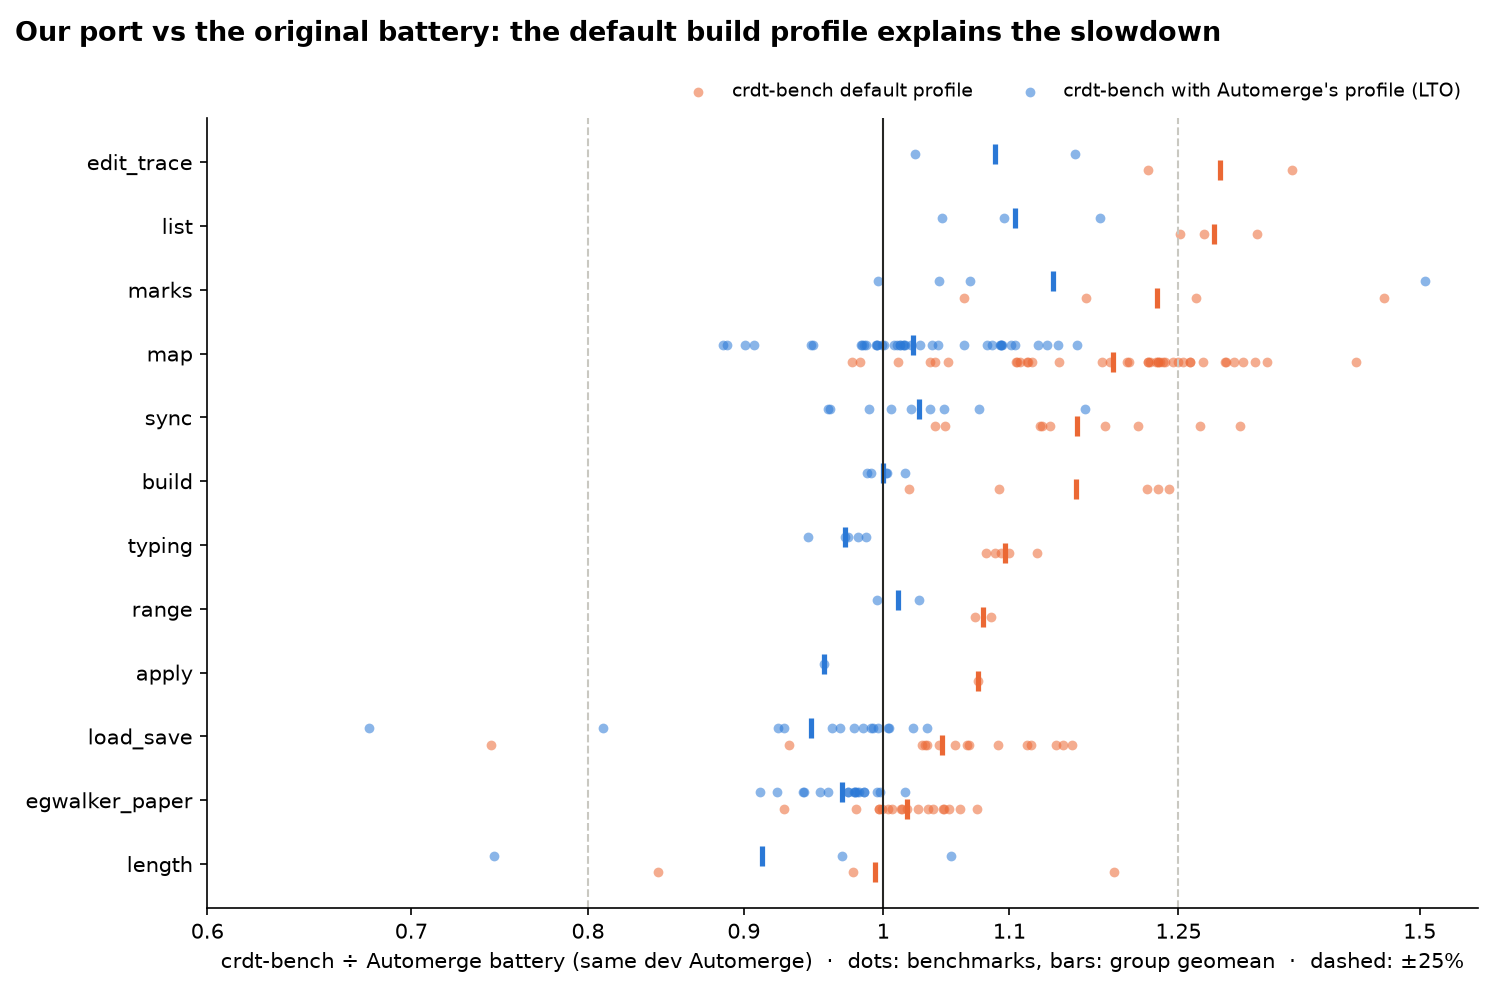 Our port vs the original battery: the default build profile explains the slowdown
crdt-bench default profile
crdt-bench with Automerge's profile (LTO)
edit_trace
list
marks
map
sync
build
typing
range
apply
load_save
egwalker_paper
length
0.6 0.7 0.8 0.9 1 1.1 1.25 1.5
crdt-bench ÷ Automerge battery (same dev Automerge) · dots: benchmarks, bars: group geomean · dashed: ±25%